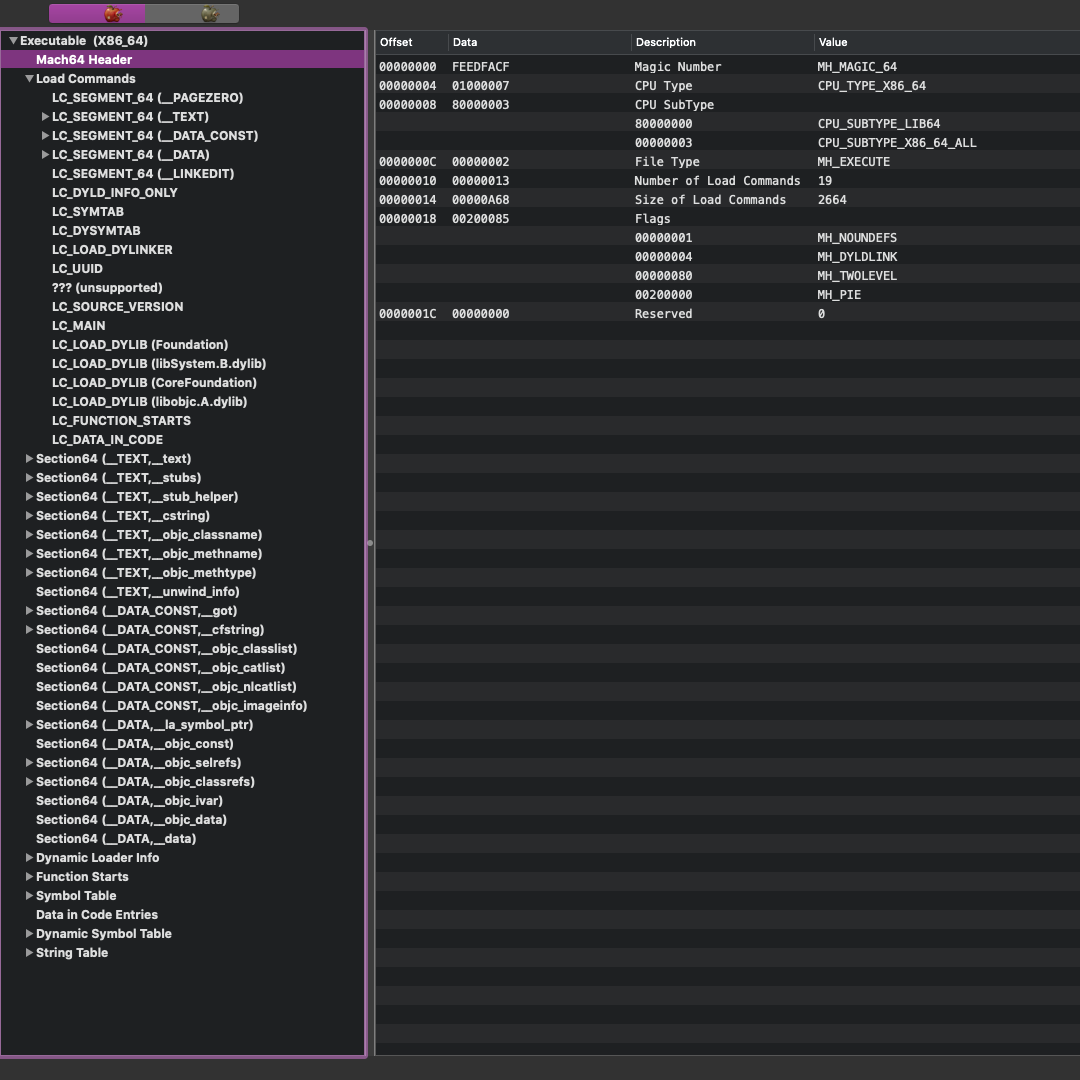 Executable (X86_64)
Mach64 Header
Load Commands
LC_SEGMENT_64 (__PAGEZERO)
LC_SEGMENT_64 (__TEXT)
LC_SEGMENT_64 (__DATA_CONST)
LC_SEGMENT_64 (__DATA)
LC_SEGMENT_64 (__LINKEDIT)
LC_DYLD_INFO_ONLY
LC_SYMTAB
LC_DYSYMTAB
LC_LOAD_DYLINKER
LC_UUID
??? (unsupported)
LC_SOURCE_VERSION
LC_MAIN
LC_LOAD_DYLIB (Foundation)
LC_LOAD_DYLIB (libSystem.B.dylib)
LC_LOAD_DYLIB (CoreFoundation)
LC_LOAD_DYLIB (libobjc.A.dylib)
LC_FUNCTION_STARTS
LC_DATA_IN_CODE
Section64 (__TEXT,__text)
Section64 (__TEXT,__stubs)
Section64 (__TEXT,__stub_helper)
Section64 (__TEXT,__cstring)
Section64 (__TEXT,__objc_classname)
Section64 (__TEXT,__objc_methname)
Section64 (__TEXT,__objc_methtype)
Section64 (__TEXT,__unwind_info)
Section64 (__DATA_CONST,__got)
Section64 (__DATA_CONST,__cfstring)
Section64 (__DATA_CONST,__objc_classlist)
Section64 (__DATA_CONST,__objc_catlist)
Section64 (__DATA_CONST,__objc_nlcatlist)
Section64 (__DATA_CONST,__objc_imageinfo)
Section64 (__DATA,__la_symbol_ptr)
Section64 (__DATA,__objc_const)
Section64 (__DATA,__objc_selrefs)
Section64 (__DATA,__objc_classrefs)
Section64 (__DATA,__objc_ivar)
Section64 (__DATA,__objc_data)
Section64 (__DATA,__data)
Dynamic Loader Info
Function Starts
Symbol Table
Data in Code Entries
Dynamic Symbol Table
String Table
Offset Data Description Value
00000000 FEEDFACF Magic Number MH_MAGIC_64
00000004 01000007 CPU Type CPU_TYPE_X86_64
00000008 80000003 CPU SubType
80000000 CPU_SUBTYPE_LIB64
00000003 CPU_SUBTYPE_X86_64_ALL
0000000C 00000002 File Type MH_EXECUTE
00000010 00000013 Number of Load Commands 19
00000014 00000A68 Size of Load Commands 2664
00000018 00200085 Flags
00000001 MH_NOUNDEFS
00000004 MH_DYLDLINK
00000080 MH_TWOLEVEL
00200000 MH_PIE
0000001C 00000000 Reserved 0